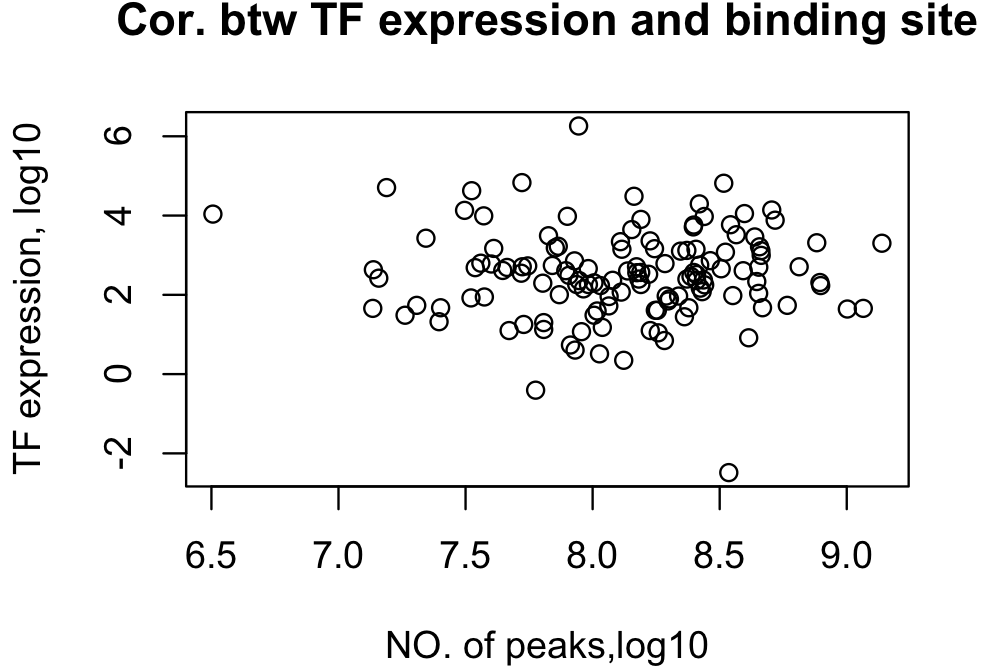 Cor. btw TF expression and binding site
TF expression, log10
6
4
2
0
-2
6.5 7.0 7.5 8.0 8.5 9.0
NO. of peaks,log10